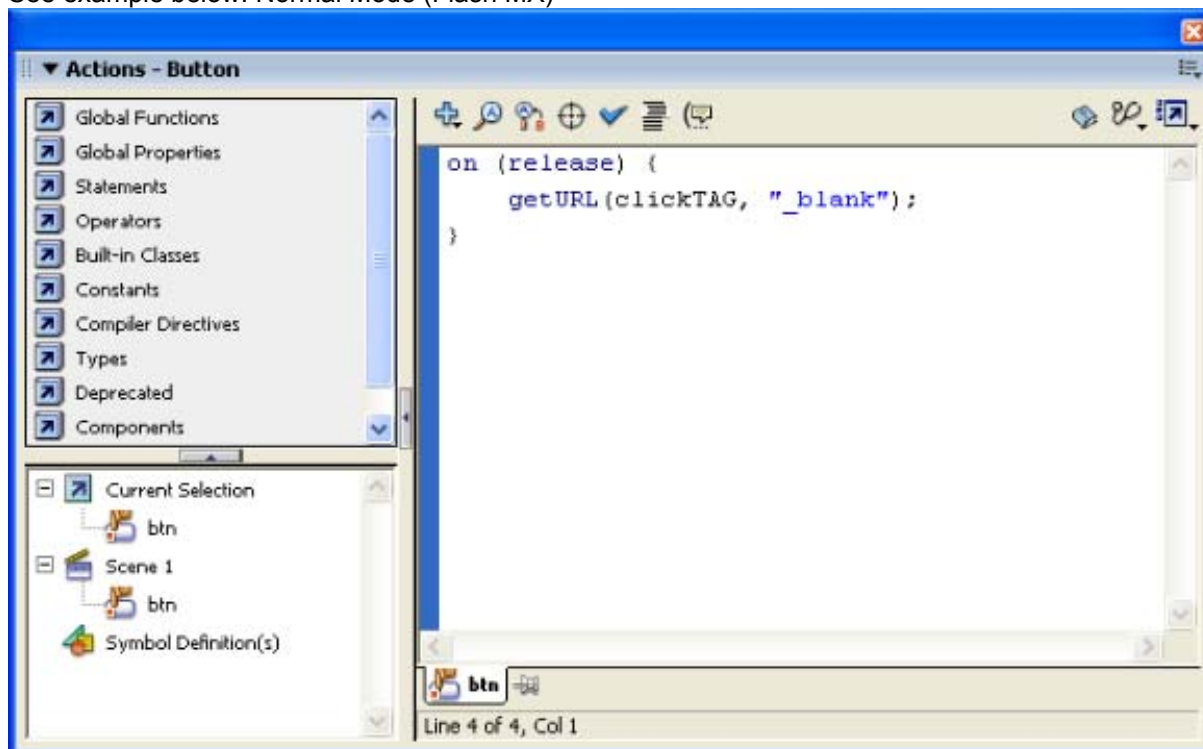 See example below: Normal Mode (Flash MX)
Actions - Button
Global Functions
Global Properties
Statements
Operators
Built-in Classes
Constants
Compiler Directives
Types
Deprecated
Components
Current Selection
btn
Scene 1
btn
Symbol Definition(s)
on (release) {
getURL(clickTAG, "_blank");
}
btn
Line 4 of 4, Col 1